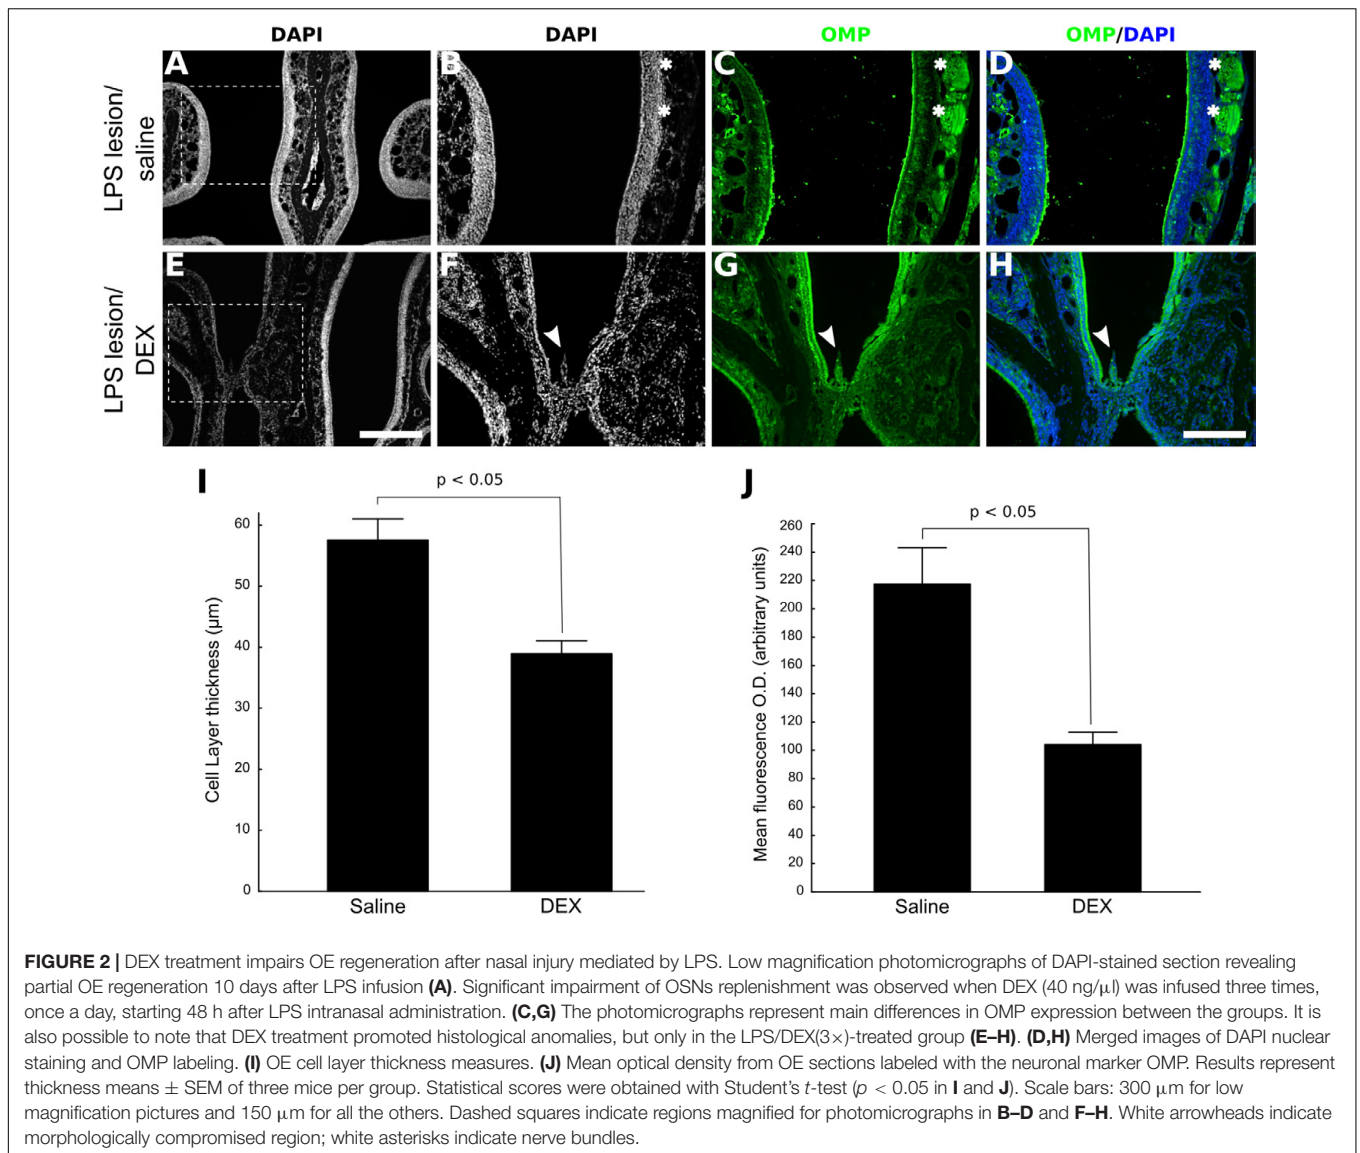 DAPI
DAPI
OMP
OMP/DAPI
LPS lesion/
saline
A
B
*
*
C
*
*
D
*
*
LPS lesion/
DEX
E
F
G
H
I
p < 0.05
60
50
40
30
20
10
0
Cell Layer thickness (μm)
Saline
DEX
J
p < 0.05
260
240
220
200
180
160
140
120
100
80
60
40
20
0
Mean fluorescence O.D. (arbitrary units)
Saline
DEX
FIGURE 2 | DEX treatment impairs OE regeneration after nasal injury mediated by LPS. Low magnification photomicrographs of DAPI-stained section revealing
partial OE regeneration 10 days after LPS infusion (A). Significant impairment of OSNs replenishment was observed when DEX (40 ng/μl) was infused three times,
once a day, starting 48 h after LPS intranasal administration. (C,G) The photomicrographs represent main differences in OMP expression between the groups. It is
also possible to note that DEX treatment promoted histological anomalies, but only in the LPS/DEX(3×)-treated group (E–H). (D,H) Merged images of DAPI nuclear
staining and OMP labeling. (I) OE cell layer thickness measures. (J) Mean optical density from OE sections labeled with the neuronal marker OMP. Results represent
thickness means ± SEM of three mice per group. Statistical scores were obtained with Student's t-test (p < 0.05 in I and J). Scale bars: 300 μm for low
magnification pictures and 150 μm for all the others. Dashed squares indicate regions magnified for photomicrographs in B–D and F–H. White arrowheads indicate
morphologically compromised region; white asterisks indicate nerve bundles.